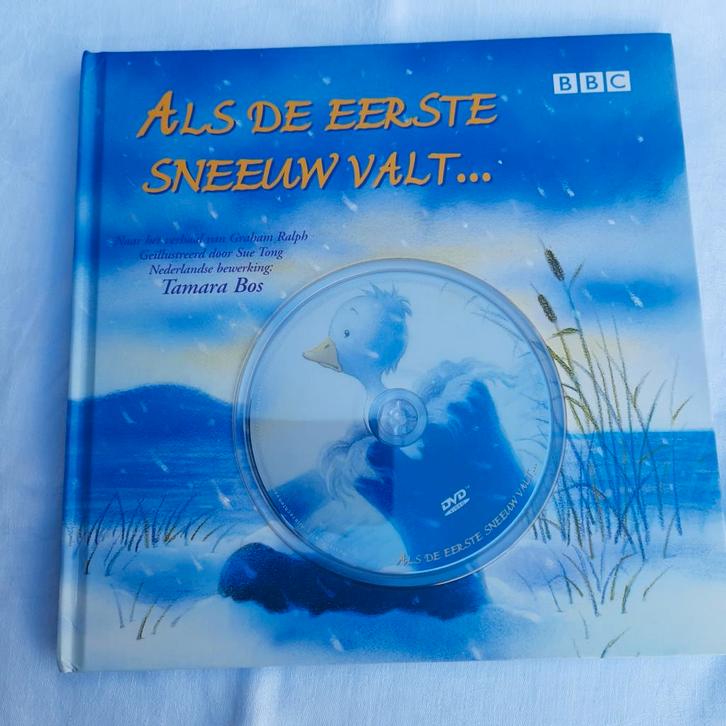 BBC
ALS DE EERSTE
SNEEUW VALT...
Naar het verhaal van Graham Ralph
Geïllustreerd door Sue Tong
Nederlandse bewerking:
Tamara Bos
DVD
VIDEO
ALS DE EERSTE SNEEUW VALT...